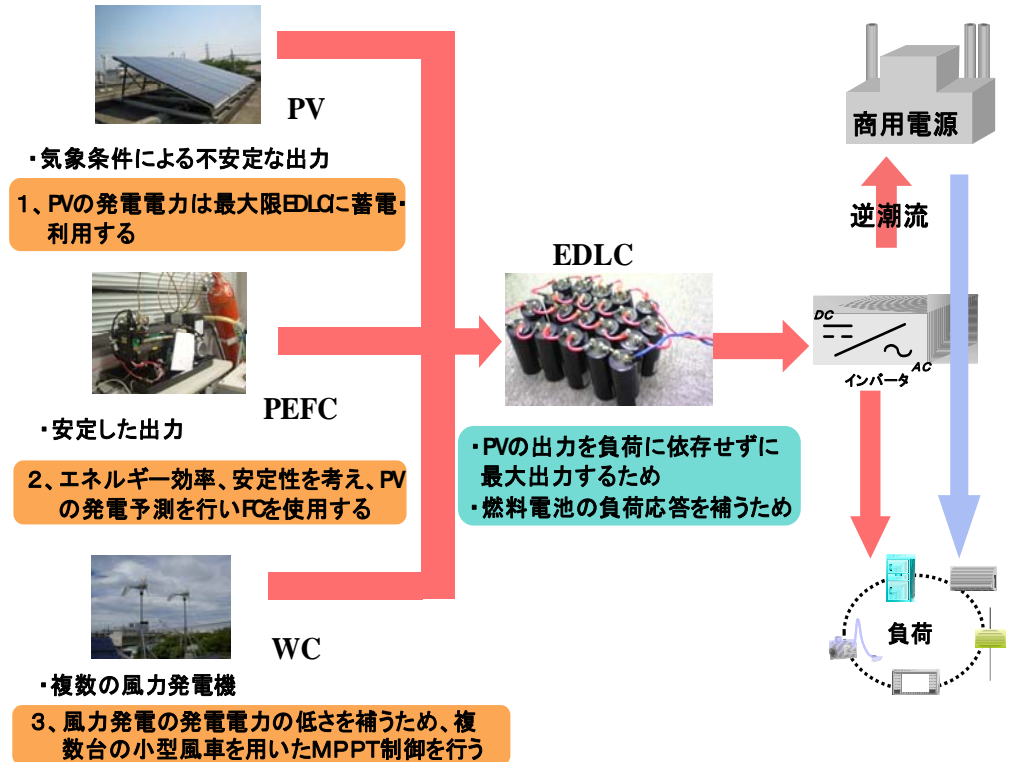 PV
・気象条件による不安定な出力
１、PVの発電電力は最大限EDLCに蓄電・
利用する
PEFC
・安定した出力
２、エネルギー効率、安定性を考え、PV
の発電予測を行いFCを使用する
WC
・複数の風力発電機
３、風力発電の発電電力の低さを補うため、複
数台の小型風車を用いたMPPT制御を行う
EDLC
・PVの出力を負荷に依存せずに
最大出力するため
・燃料電池の負荷応答を補うため
商用電源
逆潮流
DC
AC
インバータ
負荷